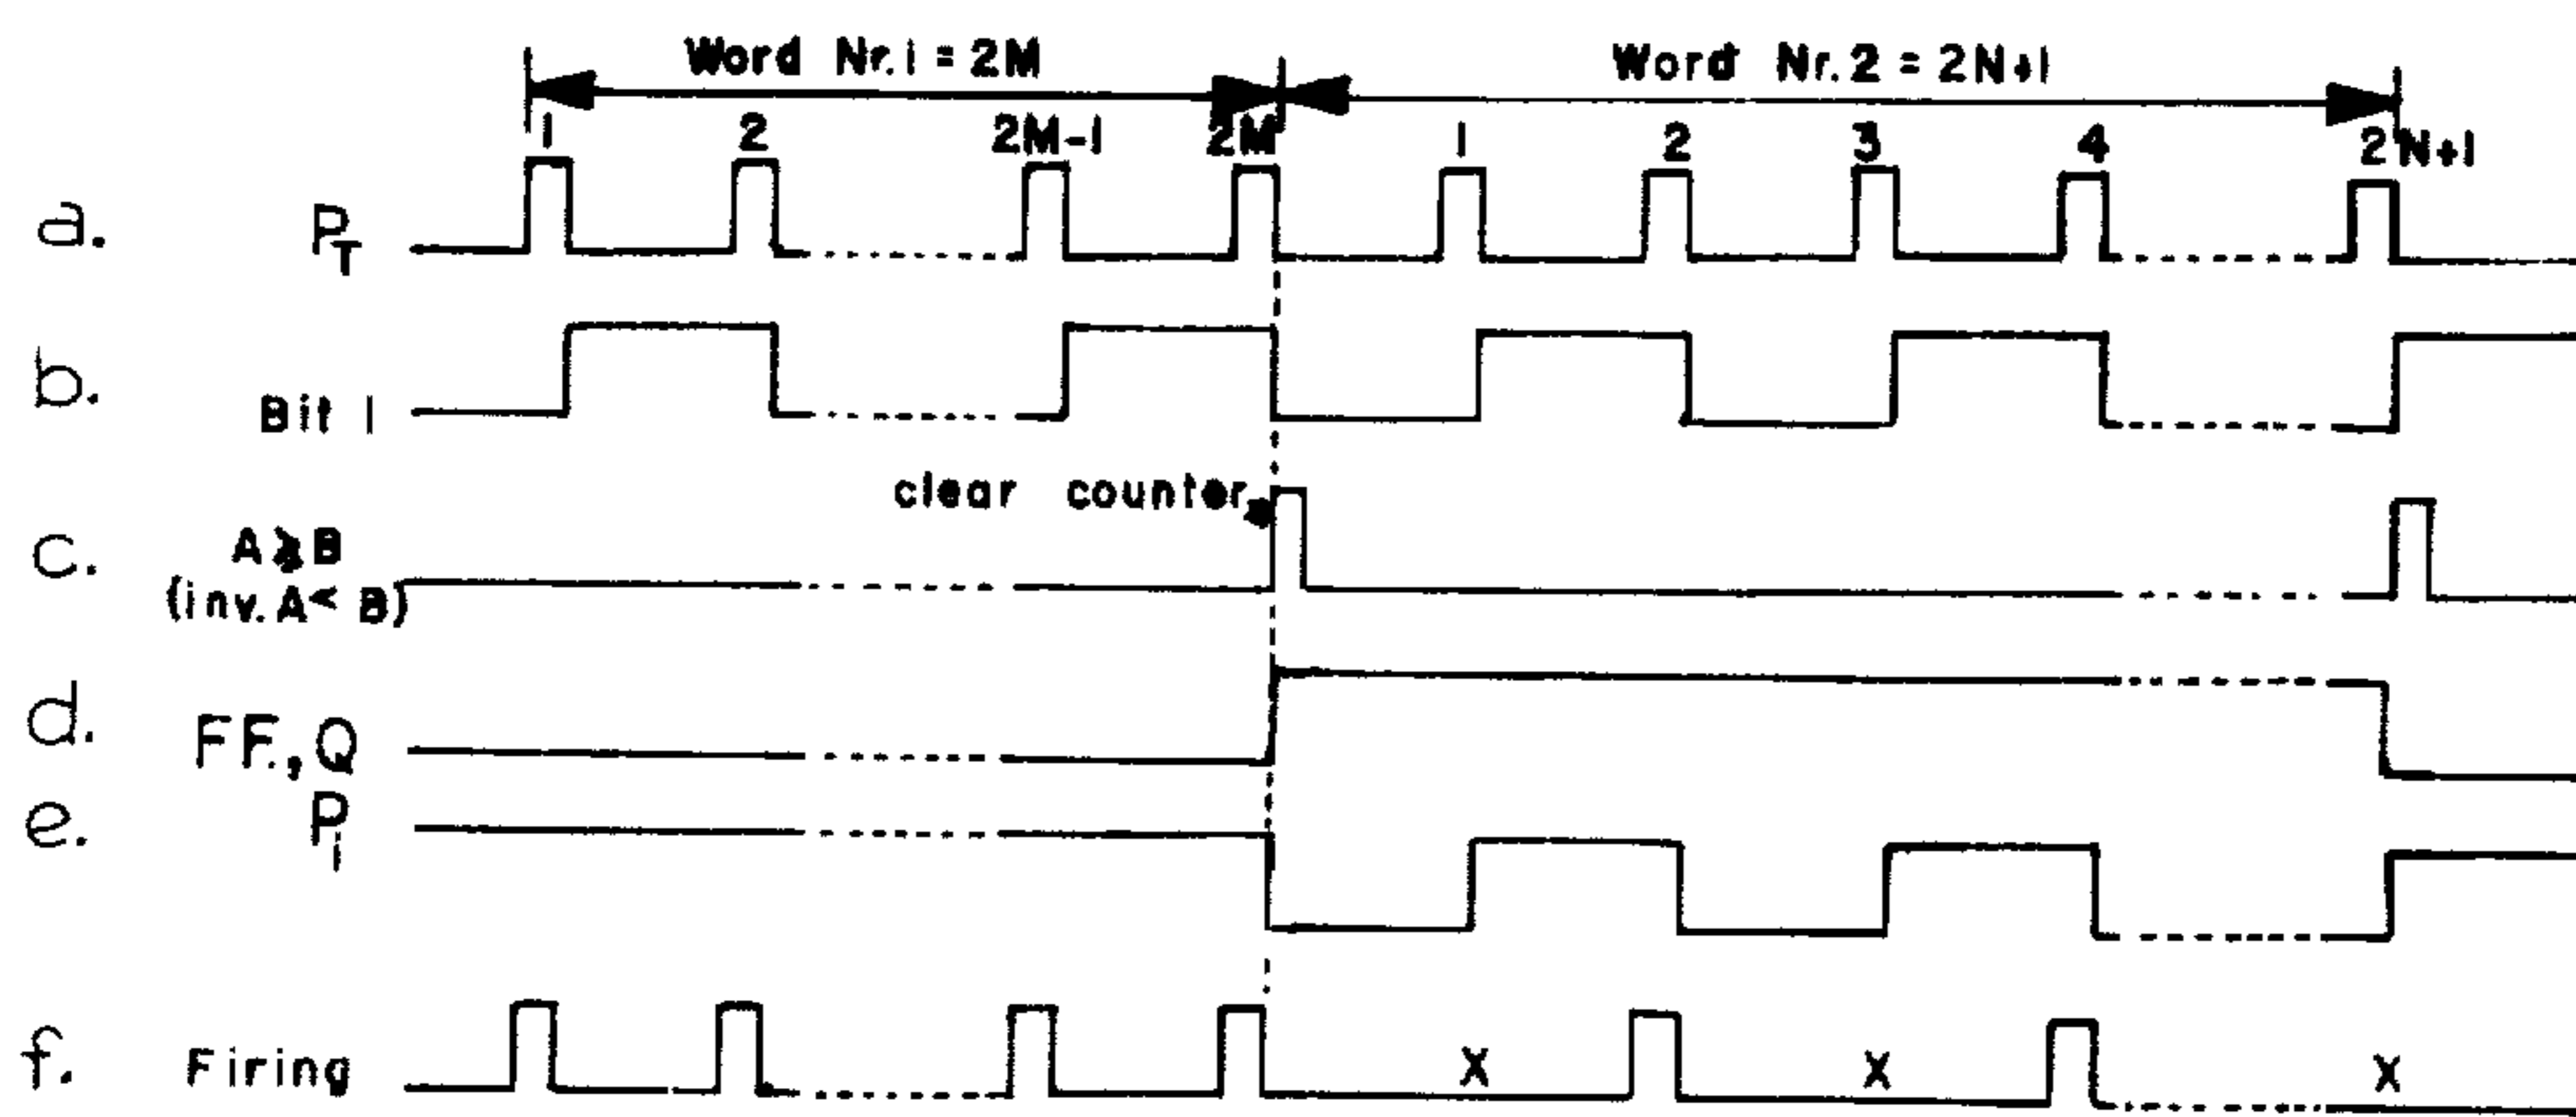 Word Nr.1 = 2M Word Nr.2 = 2N+1
1 2 2M-1 2M 1 2 3 4 2N+1
a. PT
b. Bit 1
clear counter
c. A⩾B
(inv. A< B)
d. FF.,Q
e. Pi
f. Firing X X X